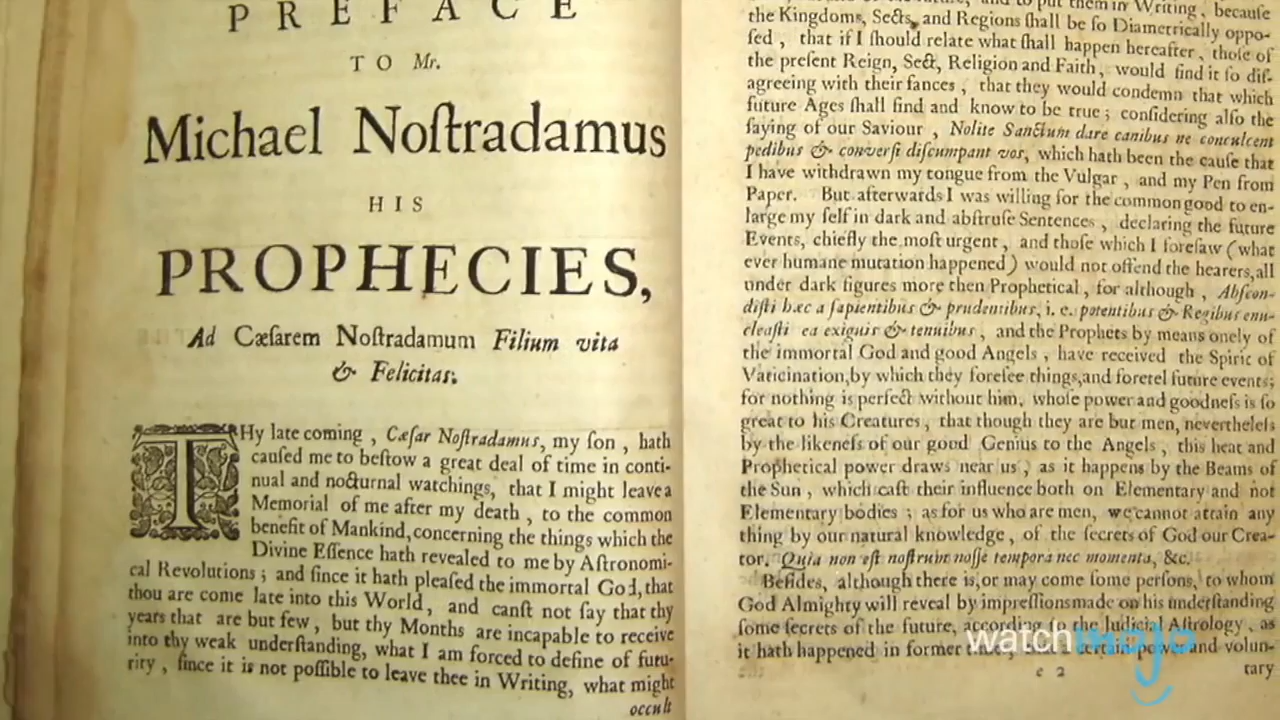 PREFACE
TO Mr.
Michael Noſtradamus
HIS
PROPHECIES,
Ad Cæſarem Noſtradamum Filium vita
& Felicitas.
THy late coming, Cæſar Noſtradamus, my ſon, hath
cauſed me to beſtow a great deal of time in conti-
nual and nocturnal watchings, that I might leave a
Memorial of me after my death, to the common
benefit of Mankind, concerning the things which the
Divine Eſſence hath revealed to me by Aſtronomi-
cal Revolutions; and ſince it hath pleaſed the immortal God, that
thou are come late into this World, and canſt not ſay that thy
years that are but few, but thy Months are incapable to receive
into thy weak underſtanding, what I am forced to define of futu-
rity, ſince it is not poſſible to leave thee in Writing, what might
occult
and to put them in Writing, becauſe
the Kingdoms, Sects, and Regions ſhall be ſo Diametrically oppo-
ſed, that if I ſhould relate what ſhall happen hereafter, thoſe of
the preſent Reign, Sect, Religion and Faith, would find it ſo diſ-
agreeing with their fances, that they would condemn that which
future Ages ſhall find and know to be true; conſidering alſo the
ſaying of our Saviour, Nolite Sanctum dare canibus ne conculcent
pedibus & converſi diſcumpant vos, which hath been the cauſe that
I have withdrawn my tongue from the Vulgar, and my Pen from
Paper. But afterwards I was willing for the common good to en-
large my ſelf in dark and abſtruſe Sentences, declaring the future
Events, chiefly the moſt urgent, and thoſe which I foreſaw (what
ever humane mutation happened) would not offend the hearers, all
under dark figures more then Prophetical, for although, Abſcon-
diſti hæc a ſapientibus & prudentibus, i. e. potentibus & Regibus enu-
cleaſti ea exiguis & tenuibus, and the Prophets by means onely of
the immortal God and good Angels, have received the Spirit of
Vaticination, by which they foreſee things, and foretel future events;
for nothing is perfect without him, whoſe power and goodneſs is ſo
great to his Creatures, that though they are but men, nevertheleſs
by the likeneſs of our good Genius to the Angels, this heat and
Prophetical power draws near us, as it happens by the Beams of
the Sun, which caſt their influence both on Elementary and not
Elementary bodies; as for us who are men, we cannot attain any
thing by our natural knowledge, of the ſecrets of God our Crea-
tor. Quia non eſt noſtrum noſſe tempora nec momenta, &c.
Beſides, although there is, or may come ſome perſons, to whom
God Almighty will reveal by impreſſions made on his underſtanding
ſome ſecrets of the future, according to the Judicial Aſtrology, as
it hath happened in former certain power and volun-
e 2
tary
watchmojo